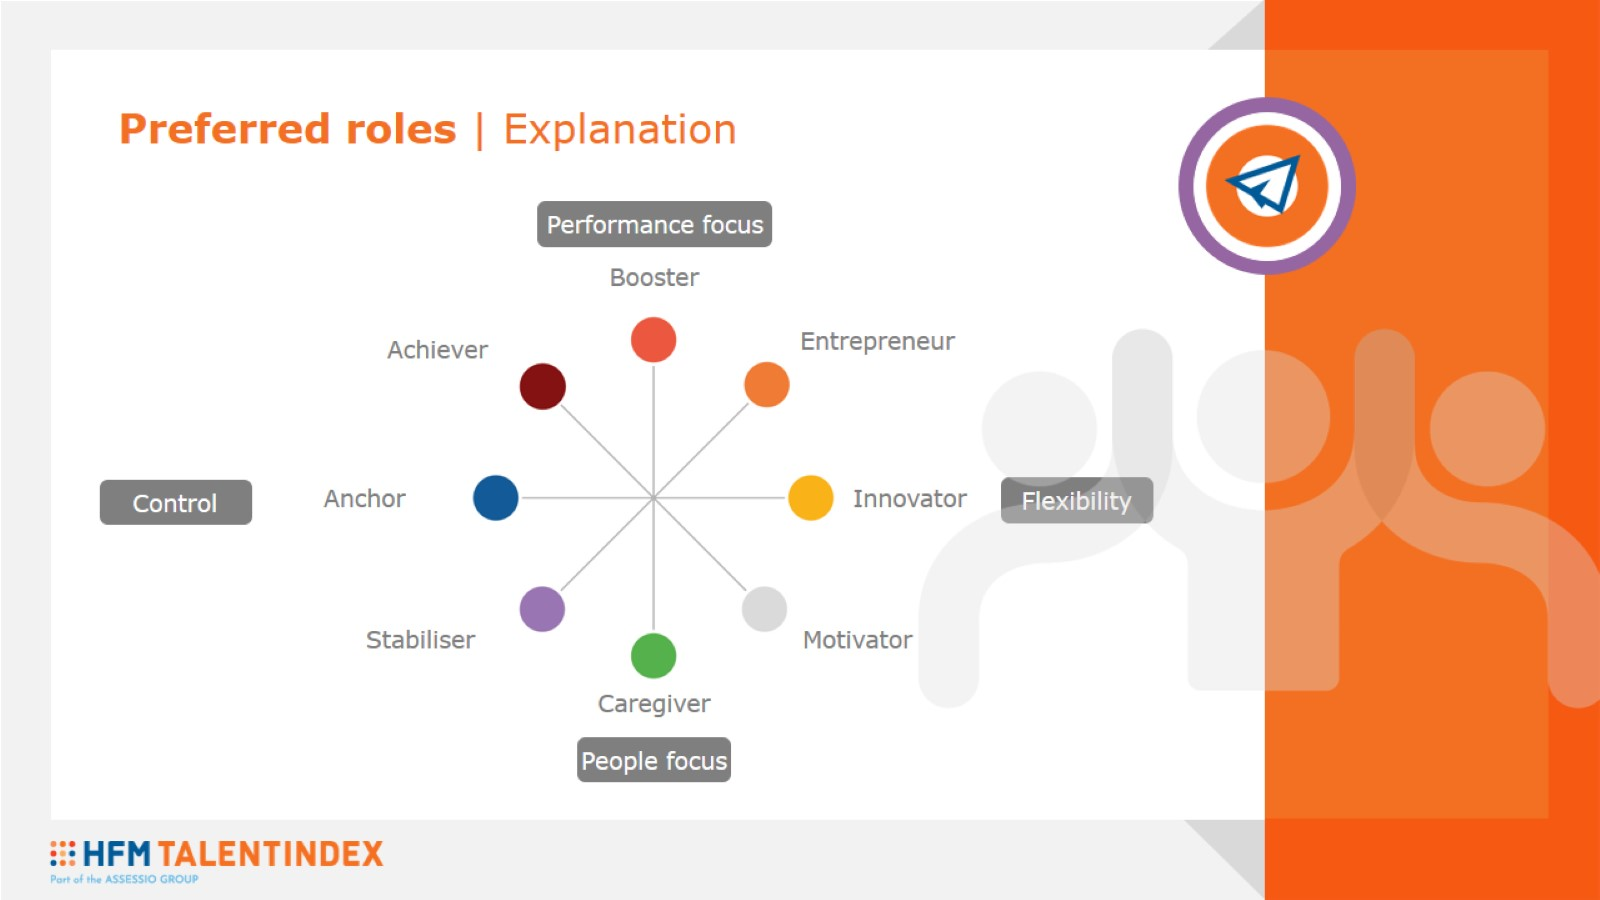 Preferred roles | Explanation
Performance focus
Booster
Achiever
Entrepreneur
Control
Anchor
Innovator
Flexibility
Stabiliser
Motivator
Caregiver
People focus
HFM TALENTINDEX
Part of the ASSESSIO GROUP